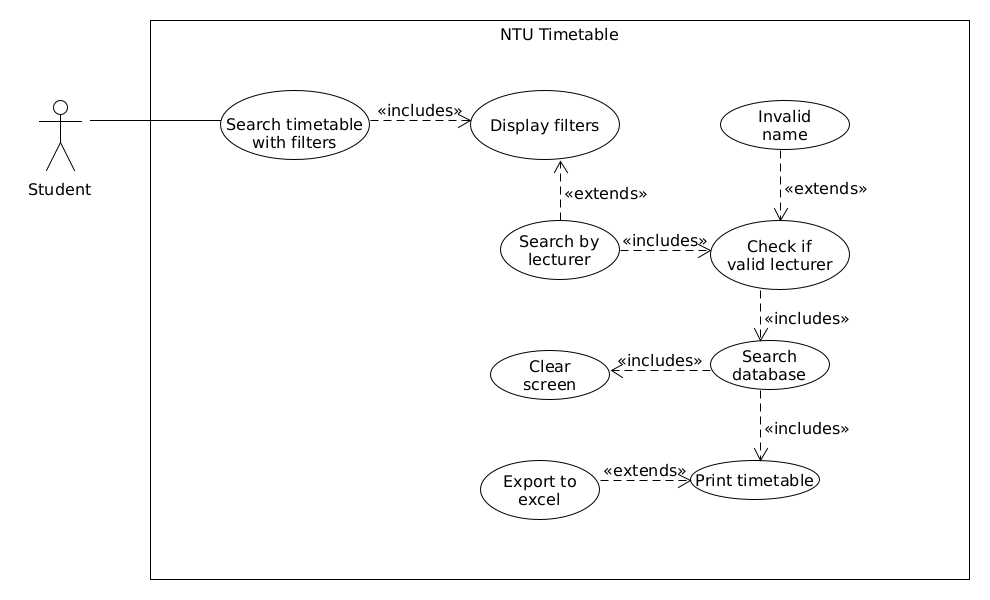 NTU Timetable
Student
Search timetable
with filters
«includes»
Display filters
Invalid
name
«extends»
«extends»
Search by
lecturer
«includes»
Check if
valid lecturer
«includes»
Clear
screen
«includes»
Search
database
«includes»
Export to
excel
«extends»
Print timetable